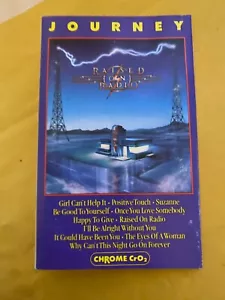 JOURNEY
RAISED
ON
RADIO
Girl Can't Help It - Positive Touch - Suzanne
Be Good To Yourself - Once You Love Somebody
Happy To Give - Raised On Radio
I'll Be Alright Without You
It Could Have Been You - The Eyes Of A Woman
Why Can't This Night Go On Forever
CHROME CrO2